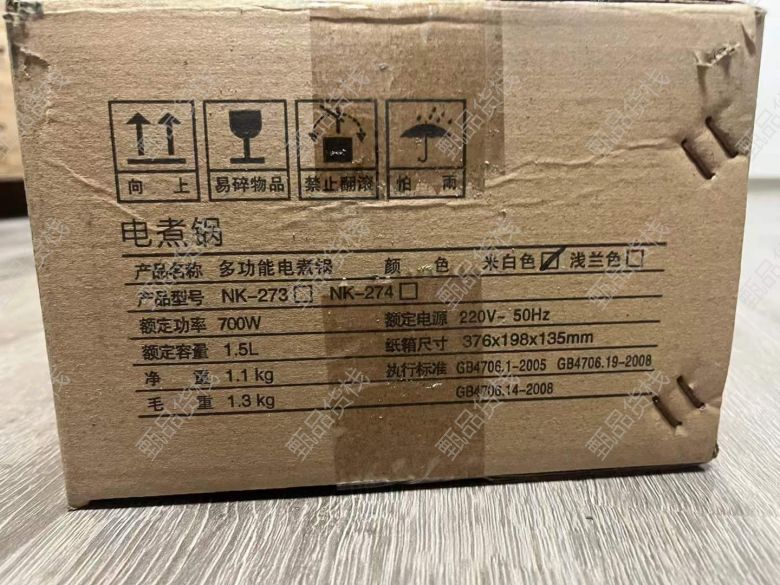 向 上 易碎物品 禁止翻滚 怕 雨
电煮锅
产品名称 多功能电煮锅 颜 色 米白色☑ 浅兰色□
产品型号 NK-273□ NK-274□
额定功率 700W 额定电源 220V~ 50Hz
额定容量 1.5L 纸箱尺寸 376x198x135mm
净 重 1.1 kg 执行标准 GB4706.1-2005 GB4706.19-2008
毛 重 1.3 kg GB4706.14-2008
甄品货栈